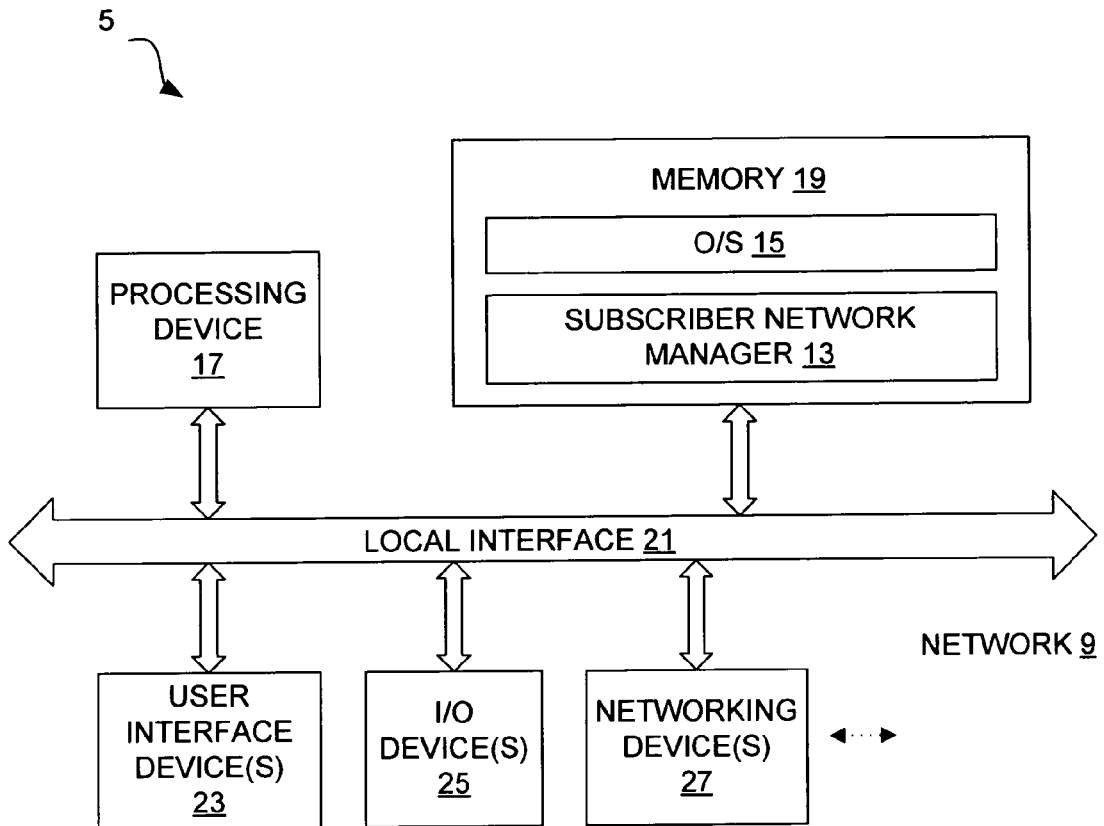 5
MEMORY 19
O/S 15
SUBSCRIBER NETWORK
MANAGER 13
PROCESSING
DEVICE
17
LOCAL INTERFACE 21
NETWORK 9
USER
INTERFACE
DEVICE(S)
23
I/O
DEVICE(S)
25
NETWORKING
DEVICE(S)
27